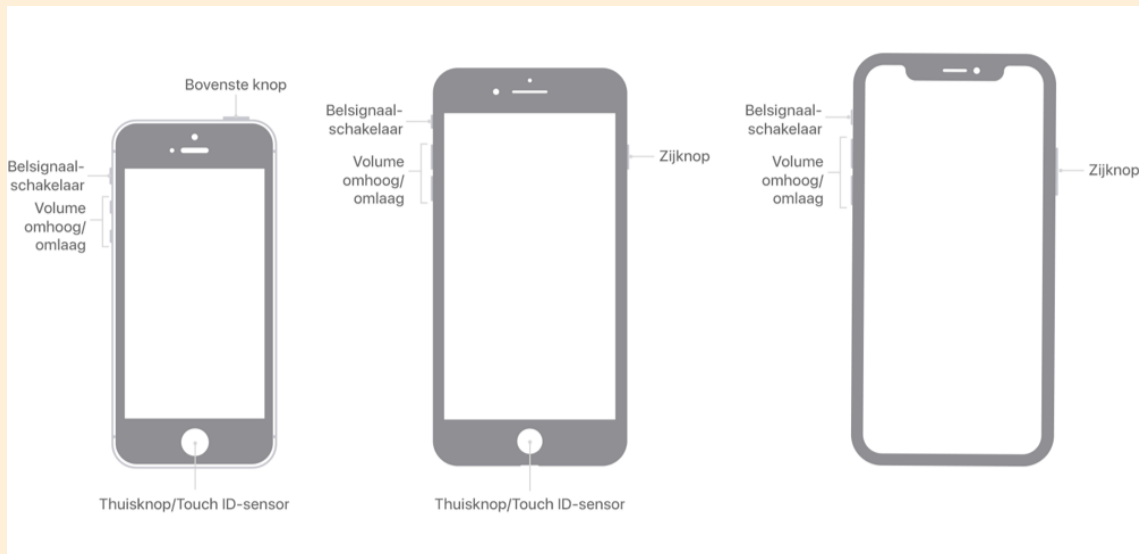 Bovenste knop
Belsignaal-
schakelaar
Volume
omhoog/
omlaag
Thuisknop/Touch ID-sensor
Belsignaal-
schakelaar
Volume
omhoog/
omlaag
Zijknop
Thuisknop/Touch ID-sensor
Belsignaal-
schakelaar
Volume
omhoog/
omlaag
Zijknop